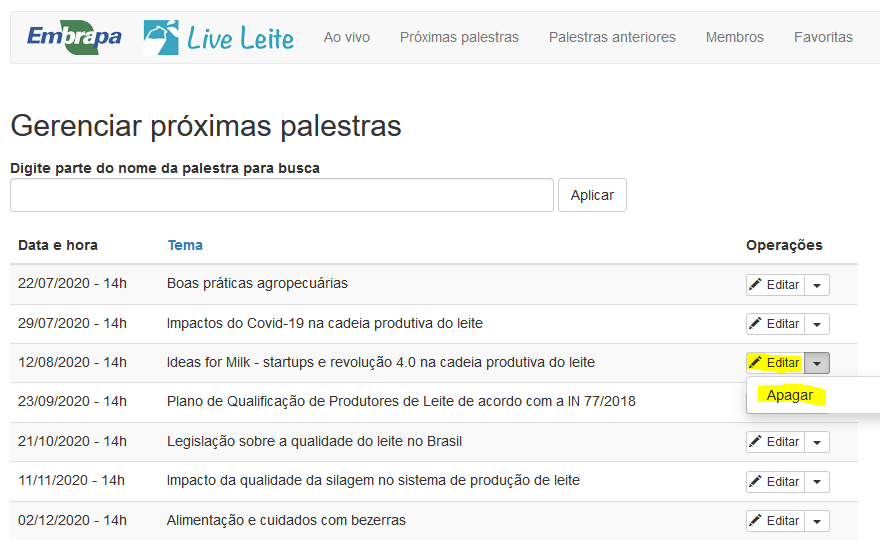 Embrapa Live Leite Ao vivo Próximas palestras Palestras anteriores Membros Favoritas
Gerenciar próximas palestras
Digite parte do nome da palestra para busca
Aplicar
Data e hora Tema Operações
22/07/2020 - 14h Boas práticas agropecuárias Editar
29/07/2020 - 14h Impactos do Covid-19 na cadeia produtiva do leite Editar
12/08/2020 - 14h Ideas for Milk - startups e revolução 4.0 na cadeia produtiva do leite Editar
23/09/2020 - 14h Plano de Qualificação de Produtores de Leite de acordo com a IN 77/2018 Apagar
21/10/2020 - 14h Legislação sobre a qualidade do leite no Brasil Editar
11/11/2020 - 14h Impacto da qualidade da silagem no sistema de produção de leite Editar
02/12/2020 - 14h Alimentação e cuidados com bezerras Editar